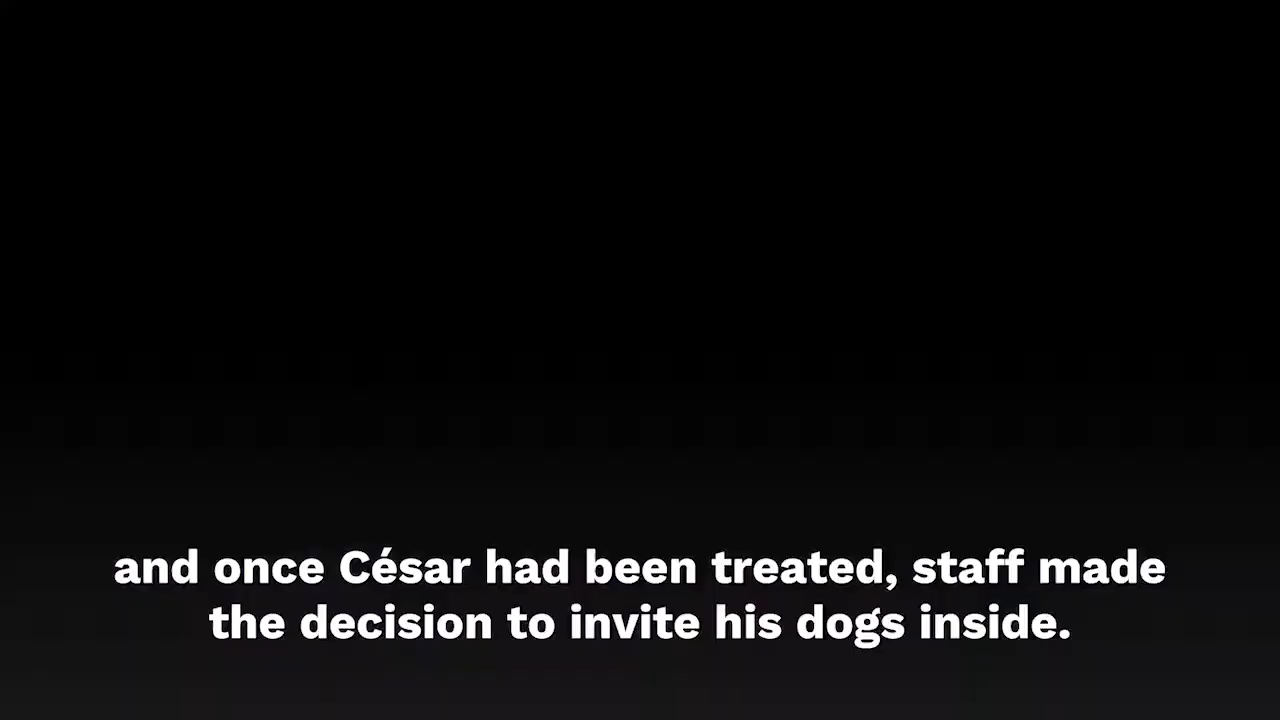 and once César had been treated, staff made
the decision to invite his dogs inside.